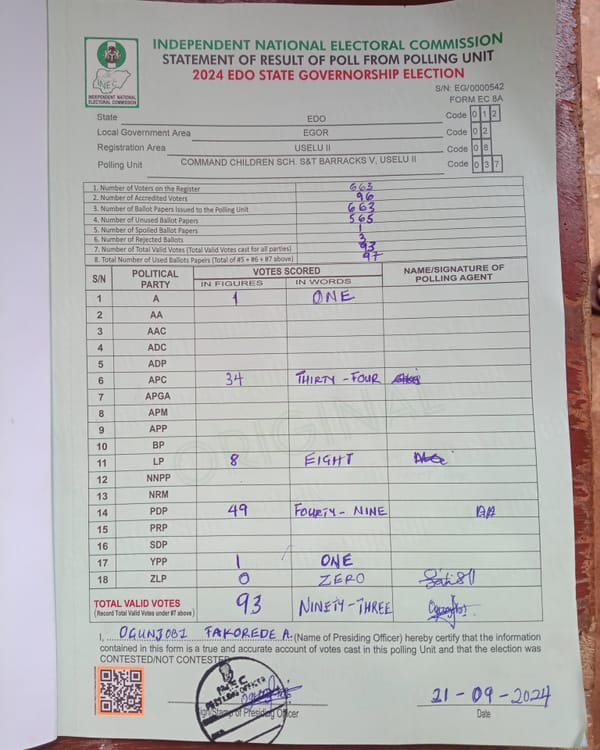 INDEPENDENT NATIONAL ELECTORAL COMMISSION
STATEMENT OF RESULT OF POLL FROM POLLING UNIT
2024 EDO STATE GOVERNORSHIP ELECTION
INEC
INDEPENDENT NATIONAL
ELECTORAL COMMISSION
S/N: EG/0000542
FORM EC 8A
State EDO Code 0 1 2
Local Government Area EGOR Code 0 2
Registration Area USELU II Code 0 8
Polling Unit COMMAND CHILDREN SCH. S&T BARRACKS V, USELU II Code 0 3 7
1. Number of Voters on the Register 663
2. Number of Accredited Voters 96
3. Number of Ballot Papers Issued to the Polling Unit 663
4. Number of Unused Ballot Papers 565
5. Number of Spoiled Ballot Papers 1
6. Number of Rejected Ballots 3
7. Number of Total Valid Votes (Total Valid Votes cast for all parties) 93
8. Total Number of Used Ballots Papers (Total of #5 + #6 + #7 above) 97
S/N POLITICAL PARTY VOTES SCORED NAME/SIGNATURE OF POLLING AGENT
IN FIGURES IN WORDS
1 A 1 ONE
2 AA
3 AAC
4 ADC
5 ADP
6 APC 34 THIRTY-FOUR
7 APGA
8 APM
9 APP
10 BP
11 LP 8 EIGHT
12 NNPP
13 NRM
14 PDP 49 FOURTY-NINE
15 PRP
16 SDP
17 YPP 1 ONE
18 ZLP 0 ZERO
ORIGINAL
TOTAL VALID VOTES 93 NINETY-THREE
(Record Total Valid Votes under #7 above)
I, OGUNJOBI FAKOREDE A. (Name of Presiding Officer) hereby certify that the information
contained in this form is a true and accurate account of votes cast in this polling Unit and that the election was
CONTESTED/NOT CONTESTED
INEC
PRESIDING OFFICER
21-09-2024
Stamp of Presiding Officer
Date